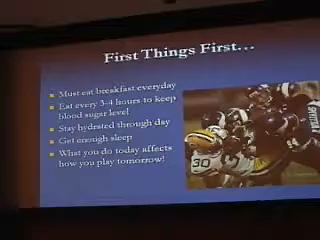 First Things First...
Must eat breakfast everyday
Eat every 3-4 hours to keep
blood sugar level
Stay hydrated through day
Get enough sleep
What you do today affects
how you play tomorrow!
30
WILLIAMS